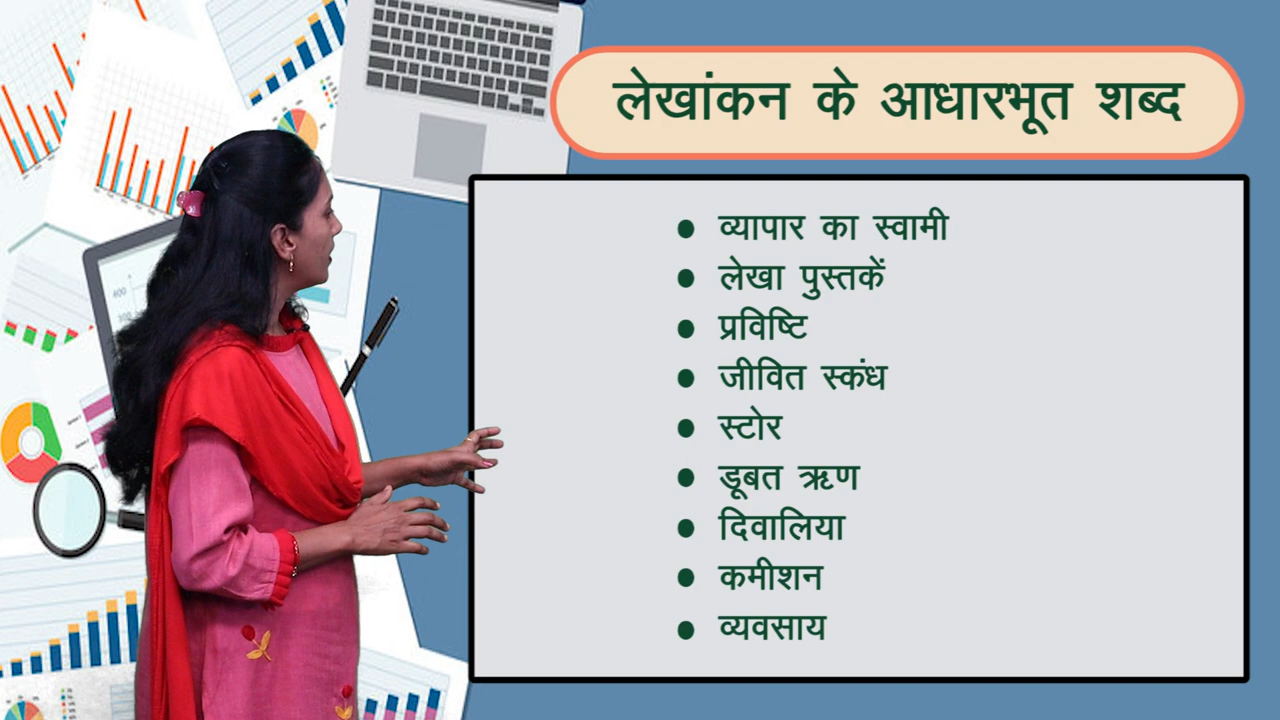 लेखांकन के आधारभूत शब्द
• व्यापार का स्वामी
• लेखा पुस्तकें
• प्रविष्टि
• जीवित स्कंध
• स्टोर
• डूबत ऋण
• दिवालिया
• कमीशन
• व्यवसाय